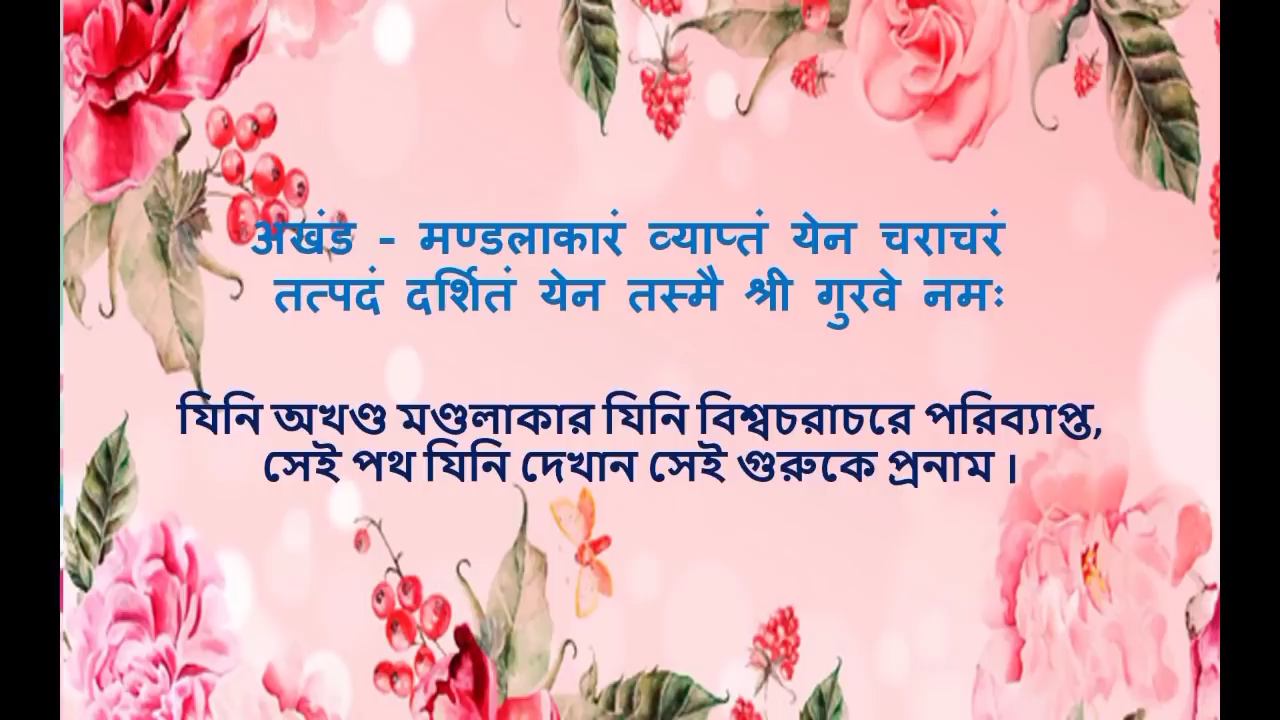 अखंड - मण्डलाकारं व्याप्तं येन चराचरं
तत्पदं दर्शितं येन तस्मै श्री गुरवे नमः
যিনি অখণ্ড মণ্ডলাকার যিনি বিশ্বচরাচরে পরিব্যাপ্ত,
সেই পথ যিনি দেখান সেই গুরুকে প্রনাম।